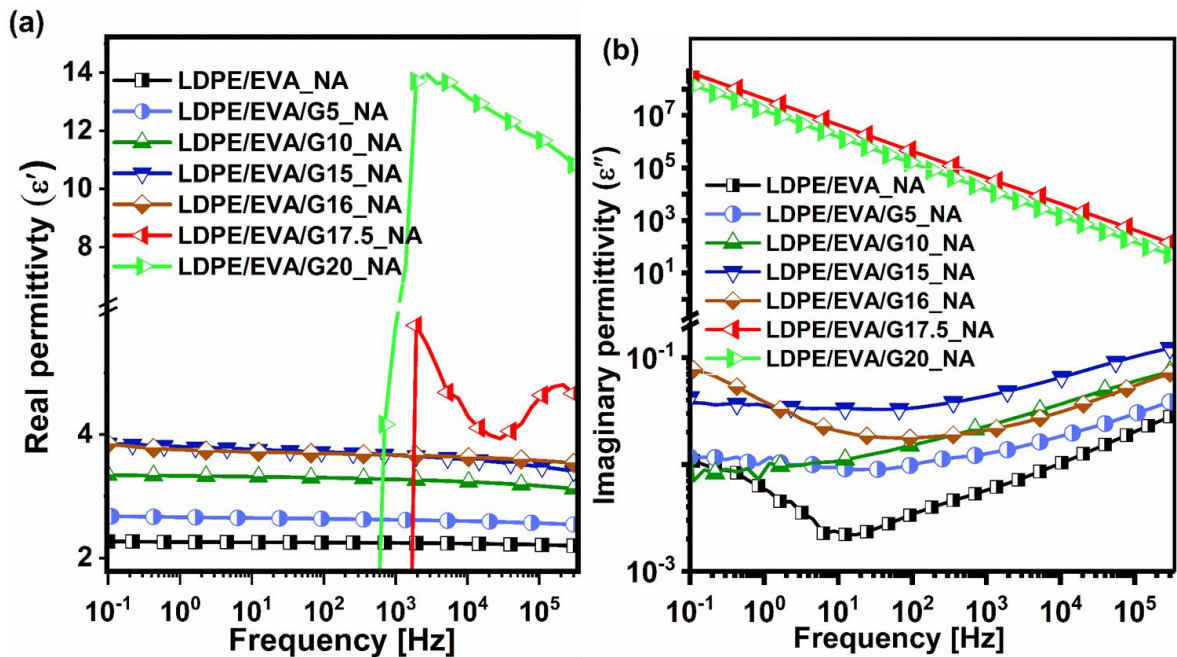 (a)
Real permittivty (ε′)
14
12
10
8
4
2
LDPE/EVA_NA
LDPE/EVA/G5_NA
LDPE/EVA/G10_NA
LDPE/EVA/G15_NA
LDPE/EVA/G16_NA
LDPE/EVA/G17.5_NA
LDPE/EVA/G20_NA
10⁻¹ 10⁰ 10¹ 10² 10³ 10⁴ 10⁵
Frequency [Hz]
(b)
Imaginary permittivity (ε″)
10⁷
10⁵
10³
10¹
10⁻¹
10⁻³
LDPE/EVA_NA
LDPE/EVA/G5_NA
LDPE/EVA/G10_NA
LDPE/EVA/G15_NA
LDPE/EVA/G16_NA
LDPE/EVA/G17.5_NA
LDPE/EVA/G20_NA
10⁻¹ 10⁰ 10¹ 10² 10³ 10⁴ 10⁵
Frequency [Hz]